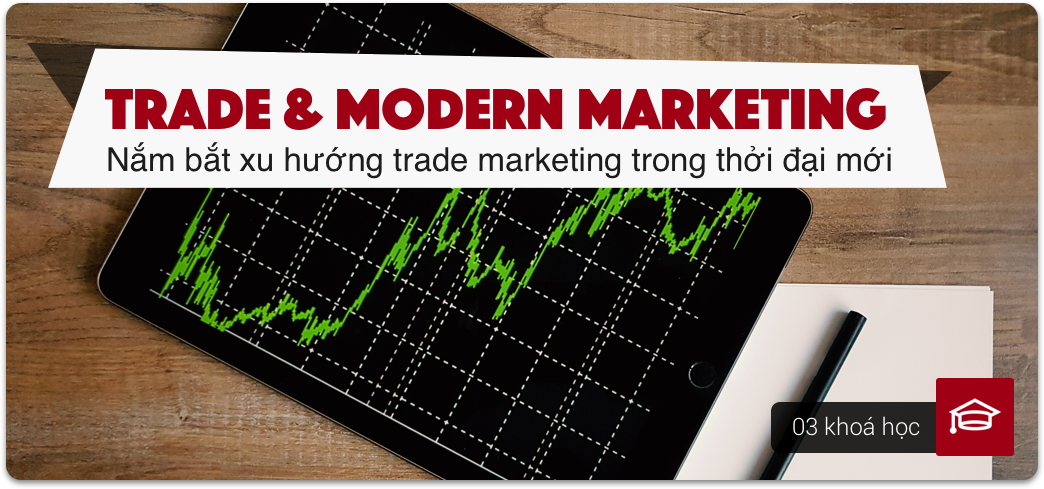 TRADE & MODERN MARKETING
Nắm bắt xu hướng trade marketing trong thời đại mới
03 khoá học